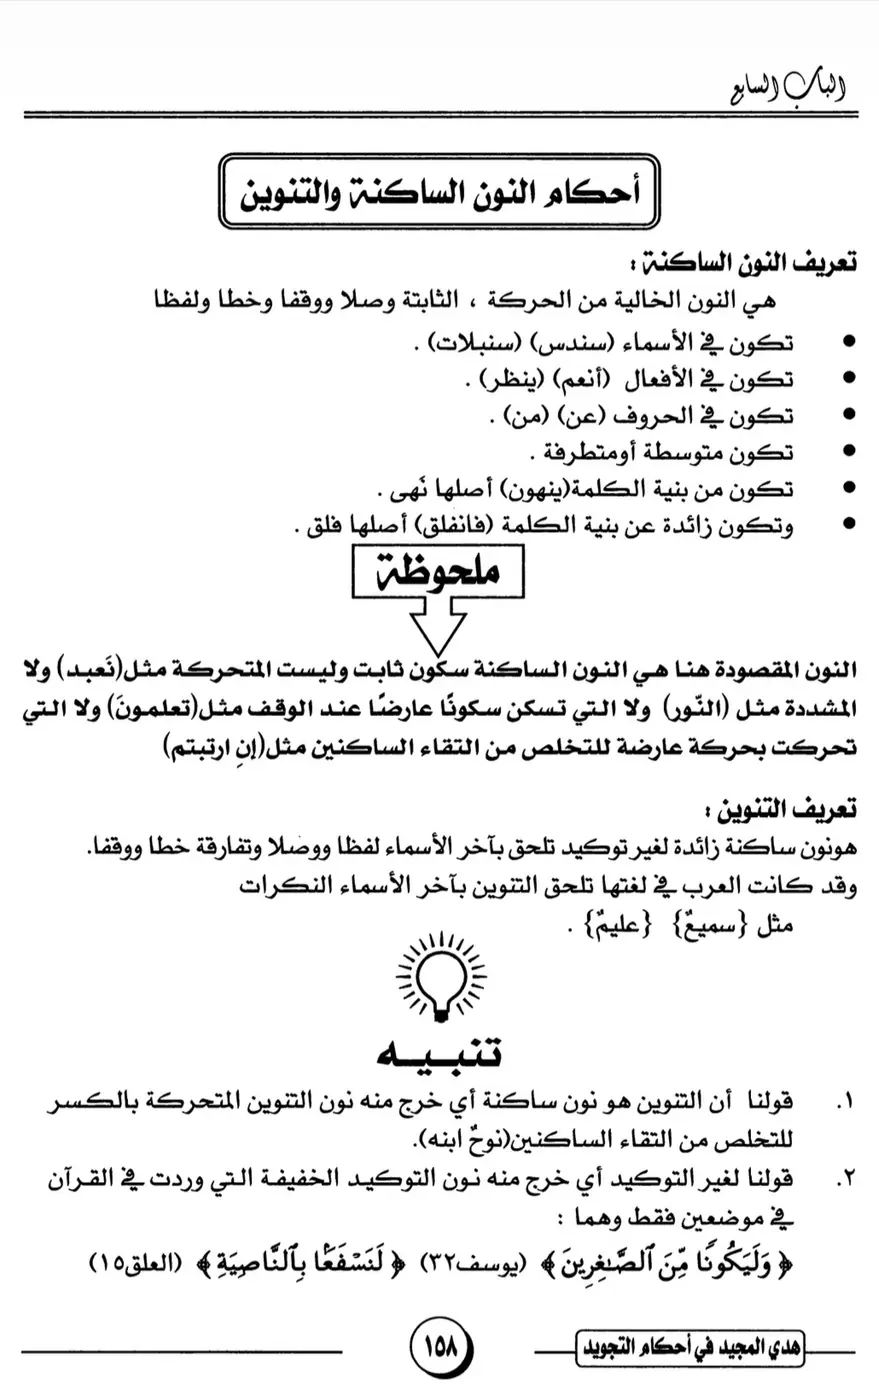 الباب السابع
أحكام النون الساكنة والتنوين
تعريف النون الساكنة :
هي النون الخالية من الحركة ، الثابتة وصلا ووقفا وخطا ولفظا
• تكون في الأسماء (سندس) (سنبلات) .
• تكون في الأفعال (أنعم) (ينظر) .
• تكون في الحروف (عن) (من) .
• تكون متوسطة أومتطرفة .
• تكون من بنية الكلمة(ينهون) أصلها نَهى .
• وتكون زائدة عن بنية الكلمة (فانفلق) أصلها فلق .
ملحوظة
النون المقصودة هنا هي النون الساكنة سكون ثابت وليست المتحركة مثل(نَعبد) ولا
المشددة مثل (النّور) ولا التي تسكن سكونًا عارضًا عند الوقف مثل(تعلمونَ) ولا التي
تحركت بحركة عارضة للتخلص من التقاء الساكنين مثل(إنِ ارتبتم)
تعريف التنوين :
هونون ساكنة زائدة لغير توكيد تلحق بآخر الأسماء لفظا ووصلا وتفارقة خطا ووقفا.
وقد كانت العرب في لغتها تلحق التنوين بآخر الأسماء النكرات
مثل {سميعٌ} {عليمٌ} .
تنبيــه
١. قولنا أن التنوين هو نون ساكنة أي خرج منه نون التنوين المتحركة بالكسر
للتخلص من التقاء الساكنين(نوحٌ ابنه).
٢. قولنا لغير التوكيد أي خرج منه نون التوكيد الخفيفة التي وردت في القرآن
في موضعين فقط وهما :
﴿ وَلَيَكُونًا مِّنَ ٱلصَّٰغِرِينَ ﴾ (يوسف٣٢) ﴿ لَنَسْفَعًۢا بِٱلنَّاصِيَةِ ﴾ (العلق١٥)
هدي المجيد في أحكام التجويد
١٥٨